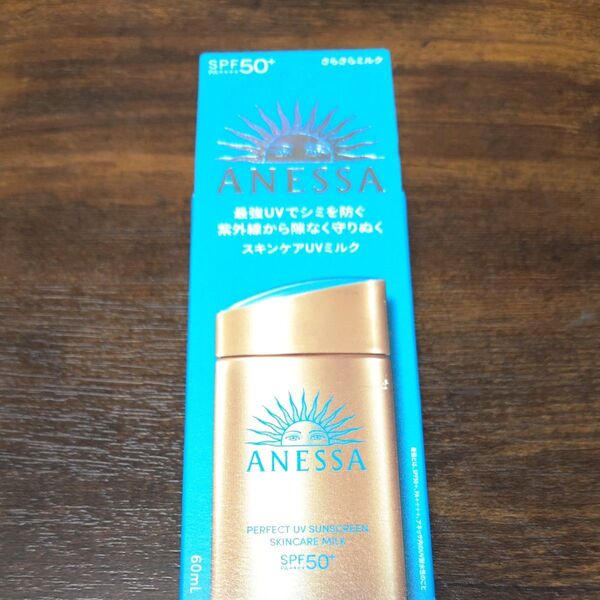 SPF50+
PA++++
さらさらミルク
ANESSA
最強UVでシミを防ぐ
紫外線から隙なく守りぬく
スキンケアUVミルク
ANESSA
PERFECT UV SUNSCREEN
SKINCARE MILK
SPF50+
PA++++
60mL